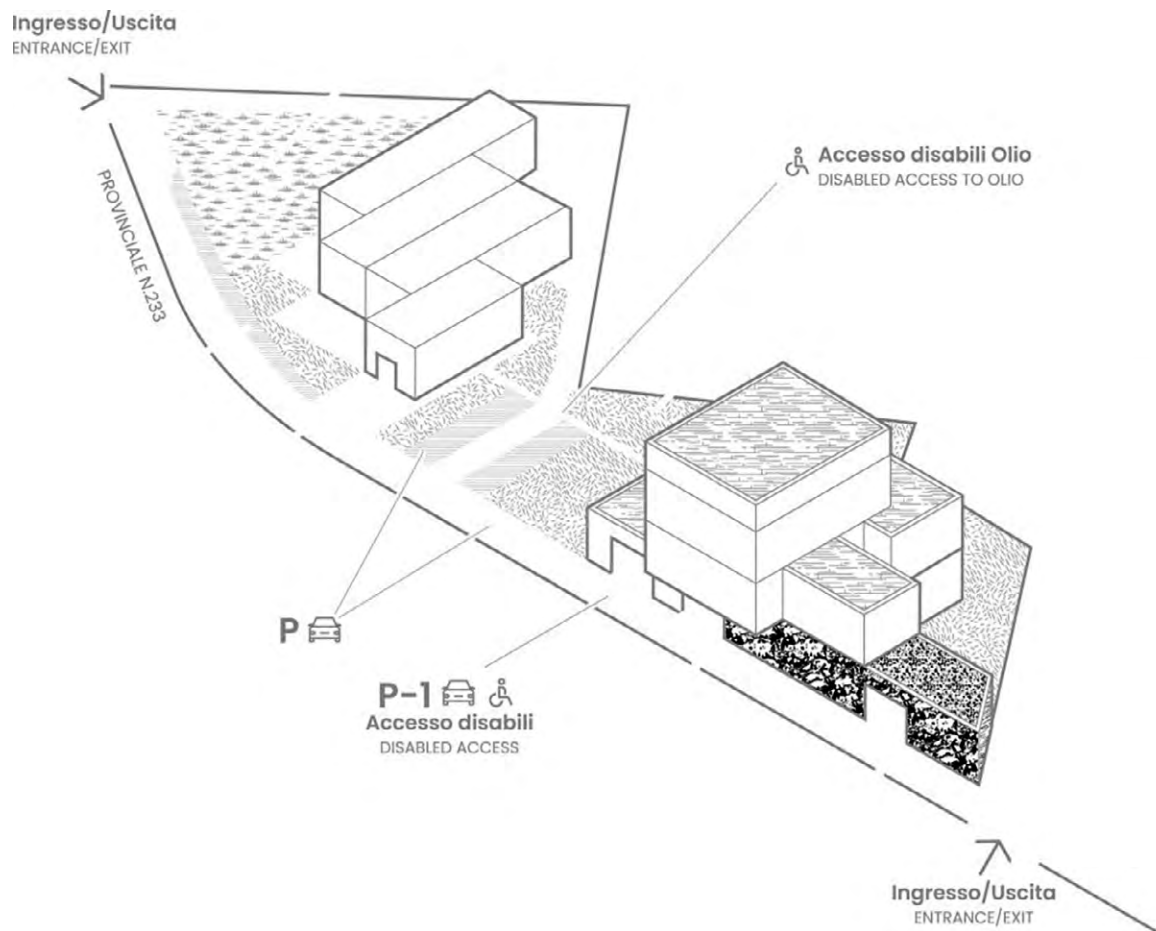 Ingresso/Uscita
ENTRANCE/EXIT
PROVINCIALE N.233
Accesso disabili Olio
DISABLED ACCESS TO OLIO
P
P-1
Accesso disabili
DISABLED ACCESS
Ingresso/Uscita
ENTRANCE/EXIT